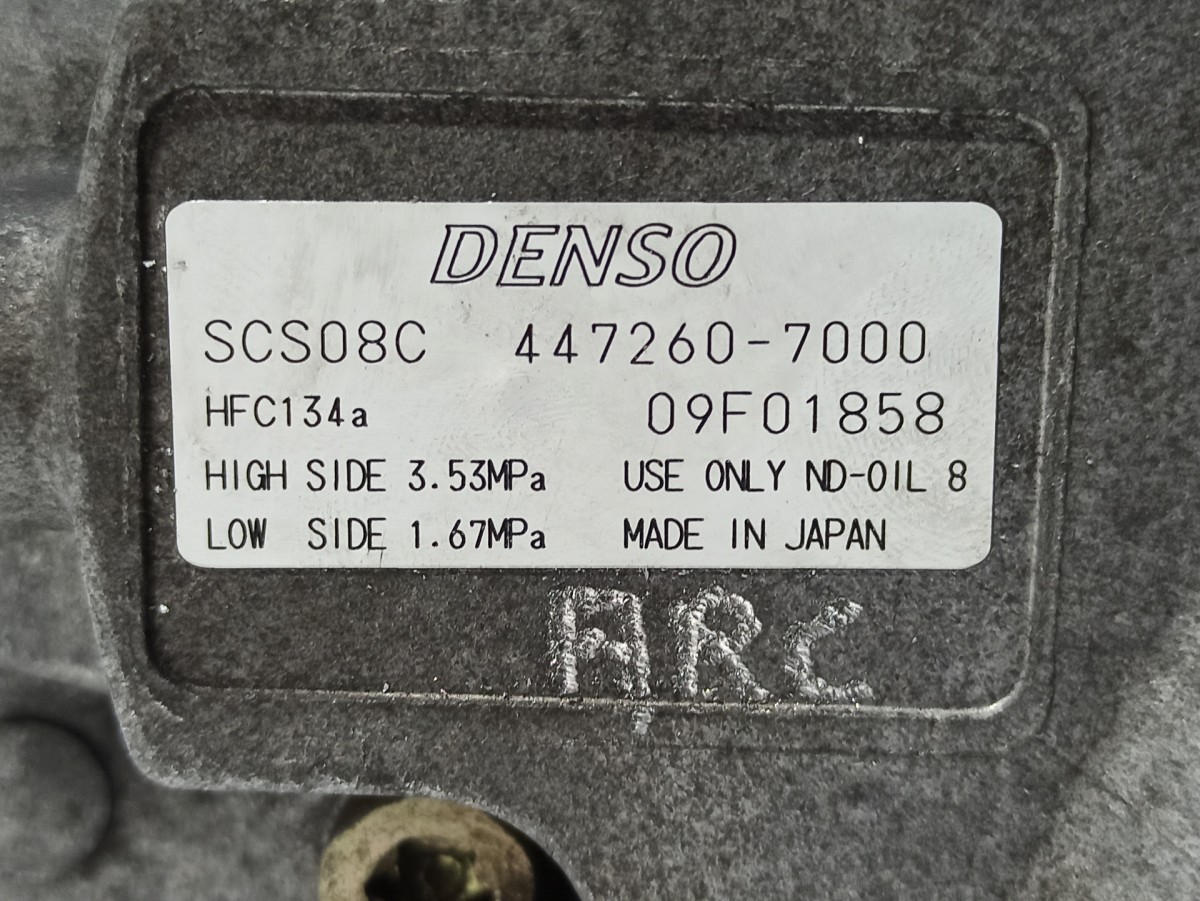 DENSO
SCS08C 447260-7000
HFC134a 09F01858
HIGH SIDE 3.53MPa USE ONLY ND-OIL 8
LOW SIDE 1.67MPa MADE IN JAPAN
ARC